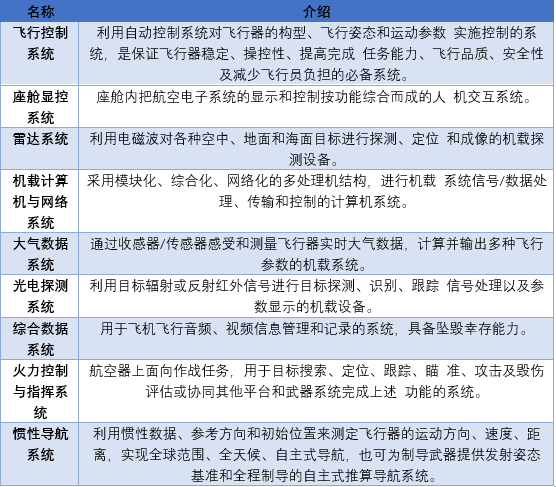 名称 介绍
飞行控制 利用自动控制系统对飞行器的构型、飞行姿态和运动参数 实施控制的系
系统 统，是保证飞行器稳定、操控性、提高完成 任务能力、飞行品质、安全性
及减少飞行员负担的必备系统。
座舱显控 座舱内把航空电子系统的显示和控制按功能综合而成的人 机交互系统。
系统
雷达系统 利用电磁波对各种空中、地面和海面目标进行探测、定位 和成像的机载探
测设备。
机载计算 采用模块化、综合化、网络化的多处理机结构，进行机载 系统信号/数据处
机与网络 理、传输和控制的计算机系统。
系统
大气数据 通过收感器/传感器感受和测量飞行器实时大气数据，计算并输出多种飞行
系统 参数的机载系统。
光电探测 利用目标辐射或反射红外信号进行目标探测、识别、跟踪 信号处理以及参
系统 数显示的机载设备。
综合数据 用于飞机飞行音频、视频信息管理和记录的系统，具备坠毁幸存能力。
系统
火力控制 航空器上面向作战任务，用于目标搜索、定位、跟踪、瞄 准、攻击及毁伤
与指挥系 评估或协同其他平台和武器系统完成上述 功能的系统。
统
惯性导航 利用惯性数据、参考方向和初始位置来测定飞行器的运动方向、速度、距
系统 离，实现全球范围、全天候、自主式导航，也可为制导武器提供发射姿态
基准和全程制导的自主式推算导航系统。